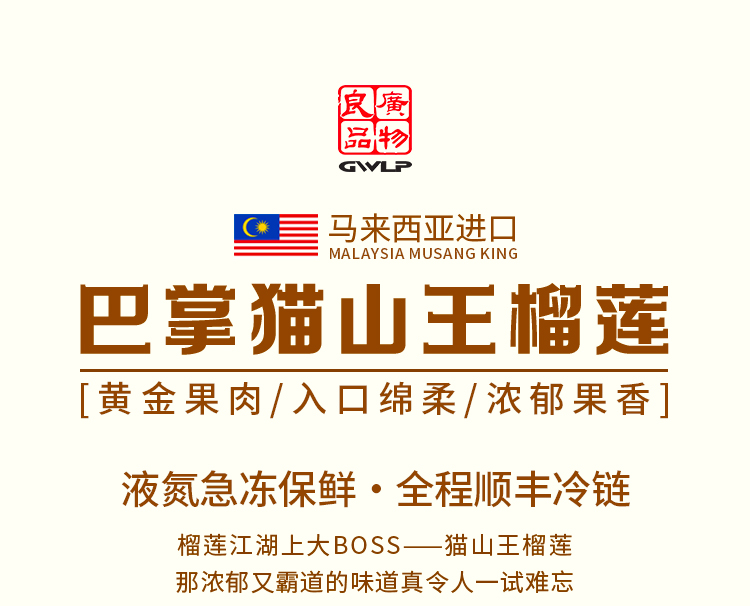 良廣
品物
GWLP
马来西亚进口
MALAYSIA MUSANG KING
巴掌猫山王榴莲
[黄金果肉/入口绵柔/浓郁果香]
液氮急冻保鲜·全程顺丰冷链
榴莲江湖上大BOSS——猫山王榴莲
那浓郁又霸道的味道真令人一试难忘